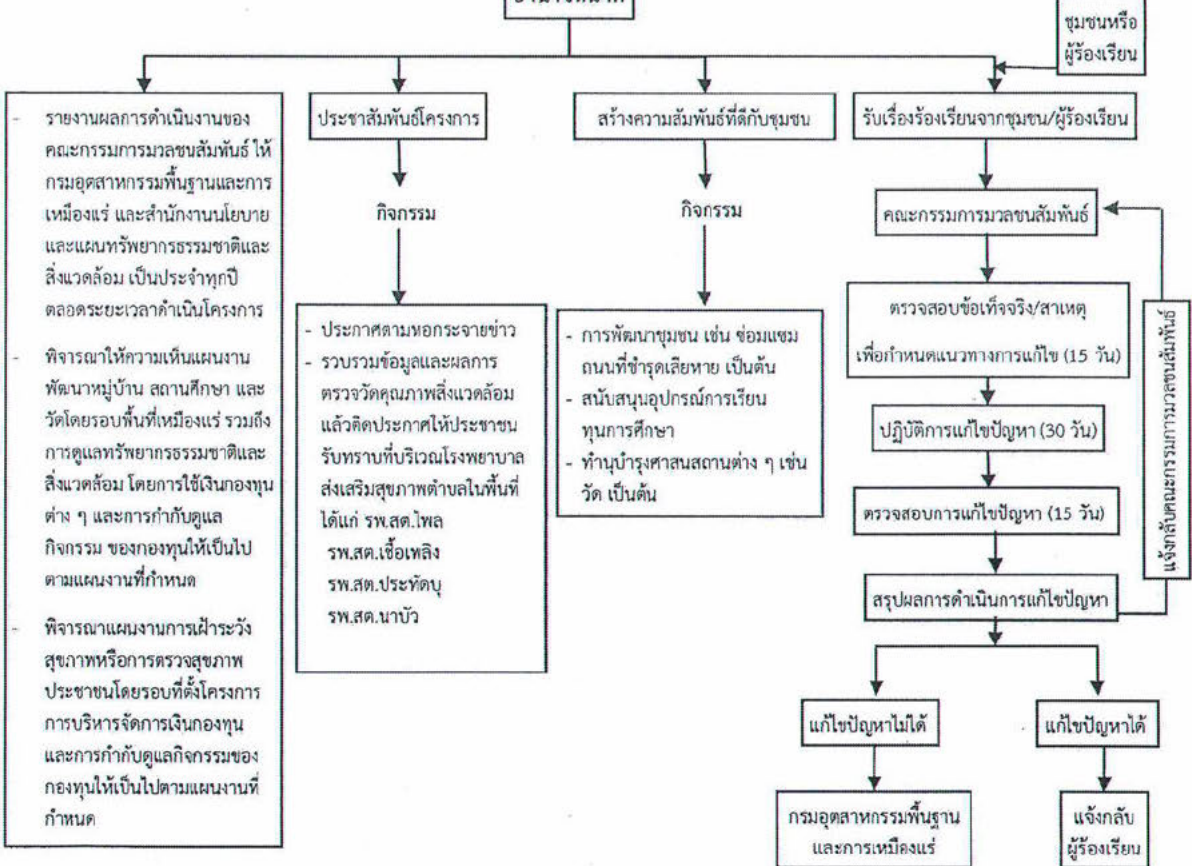 อำนาจหน้าที่
ชุมชนหรือ
ผู้ร้องเรียน
- รายงานผลการดำเนินงานของ
คณะกรรมการมวลชนสัมพันธ์ ให้
กรมอุตสาหกรรมพื้นฐานและการ
เหมืองแร่ และสำนักงานนโยบาย
และแผนทรัพยากรธรรมชาติและ
สิ่งแวดล้อม เป็นประจำทุกปี
ตลอดระยะเวลาดำเนินโครงการ
- พิจารณาให้ความเห็นแผนงาน
พัฒนาหมู่บ้าน สถานศึกษา และ
วัดโดยรอบพื้นที่เหมืองแร่ รวมถึง
การดูแลทรัพยากรธรรมชาติและ
สิ่งแวดล้อม โดยการใช้เงินกองทุน
ต่าง ๆ และการกำกับดูแล
กิจกรรม ของกองทุนให้เป็นไป
ตามแผนงานที่กำหนด
- พิจารณาแผนงานการเฝ้าระวัง
สุขภาพหรือการตรวจสุขภาพ
ประชาชนโดยรอบที่ตั้งโครงการ
การบริหารจัดการเงินกองทุน
และการกำกับดูแลกิจกรรมของ
กองทุนให้เป็นไปตามแผนงานที่
กำหนด
ประชาสัมพันธ์โครงการ
กิจกรรม
- ประกาศตามหอกระจายข่าว
- รวบรวมข้อมูลและผลการ
ตรวจวัดคุณภาพสิ่งแวดล้อม
แล้วติดประกาศให้ประชาชน
รับทราบที่บริเวณโรงพยาบาล
ส่งเสริมสุขภาพตำบลในพื้นที่
ได้แก่ รพ.สต.ไพล
รพ.สต.เชื้อเพลิง
รพ.สต.ประทัดบุ
รพ.สต.นาบัว
สร้างความสัมพันธ์ที่ดีกับชุมชน
กิจกรรม
- การพัฒนาชุมชน เช่น ซ่อมแซม
ถนนที่ชำรุดเสียหาย เป็นต้น
- สนับสนุนอุปกรณ์การเรียน
ทุนการศึกษา
- ทำนุบำรุงศาสนสถานต่าง ๆ เช่น
วัด เป็นต้น
รับเรื่องร้องเรียนจากชุมชน/ผู้ร้องเรียน
คณะกรรมการมวลชนสัมพันธ์
ตรวจสอบข้อเท็จจริง/สาเหตุ
เพื่อกำหนดแนวทางการแก้ไข (15 วัน)
ปฏิบัติการแก้ไขปัญหา (30 วัน)
ตรวจสอบการแก้ไขปัญหา (15 วัน)
สรุปผลการดำเนินการแก้ไขปัญหา
แจ้งกลับคณะกรรมการมวลชนสัมพันธ์
แก้ไขปัญหาไม่ได้
แก้ไขปัญหาได้
กรมอุตสาหกรรมพื้นฐาน
และการเหมืองแร่
แจ้งกลับ
ผู้ร้องเรียน